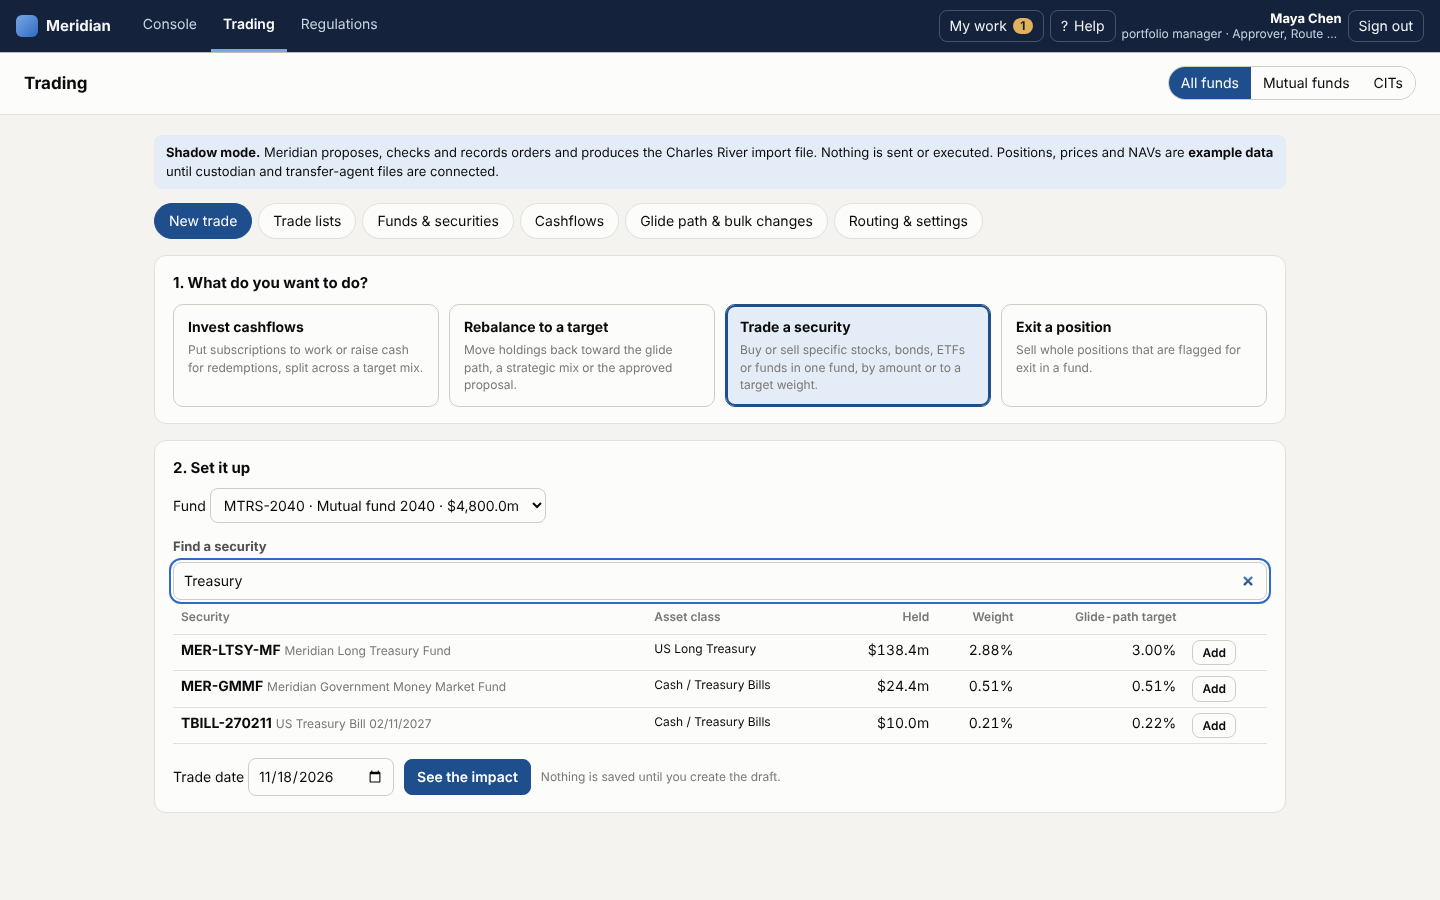 Meridian
Console
Trading
Regulations
My work 1
? Help
Maya Chen
portfolio manager · Approver, Route ...
Sign out
Trading
All funds
Mutual funds
CITs
Shadow mode. Meridian proposes, checks and records orders and produces the Charles River import file. Nothing is sent or executed. Positions, prices and NAVs are example data
until custodian and transfer-agent files are connected.
New trade
Trade lists
Funds & securities
Cashflows
Glide path & bulk changes
Routing & settings
1. What do you want to do?
Invest cashflows
Put subscriptions to work or raise cash
for redemptions, split across a target mix.
Rebalance to a target
Move holdings back toward the glide
path, a strategic mix or the approved
proposal.
Trade a security
Buy or sell specific stocks, bonds, ETFs
or funds in one fund, by amount or to a
target weight.
Exit a position
Sell whole positions that are flagged for
exit in a fund.
2. Set it up
Fund MTRS-2040 · Mutual fund 2040 · $4,800.0m
Find a security
Treasury
Security Asset class Held Weight Glide-path target
MER-LTSY-MF Meridian Long Treasury Fund US Long Treasury $138.4m 2.88% 3.00% Add
MER-GMMF Meridian Government Money Market Fund Cash / Treasury Bills $24.4m 0.51% 0.51% Add
TBILL-270211 US Treasury Bill 02/11/2027 Cash / Treasury Bills $10.0m 0.21% 0.22% Add
Trade date 11/18/2026 See the impact Nothing is saved until you create the draft.